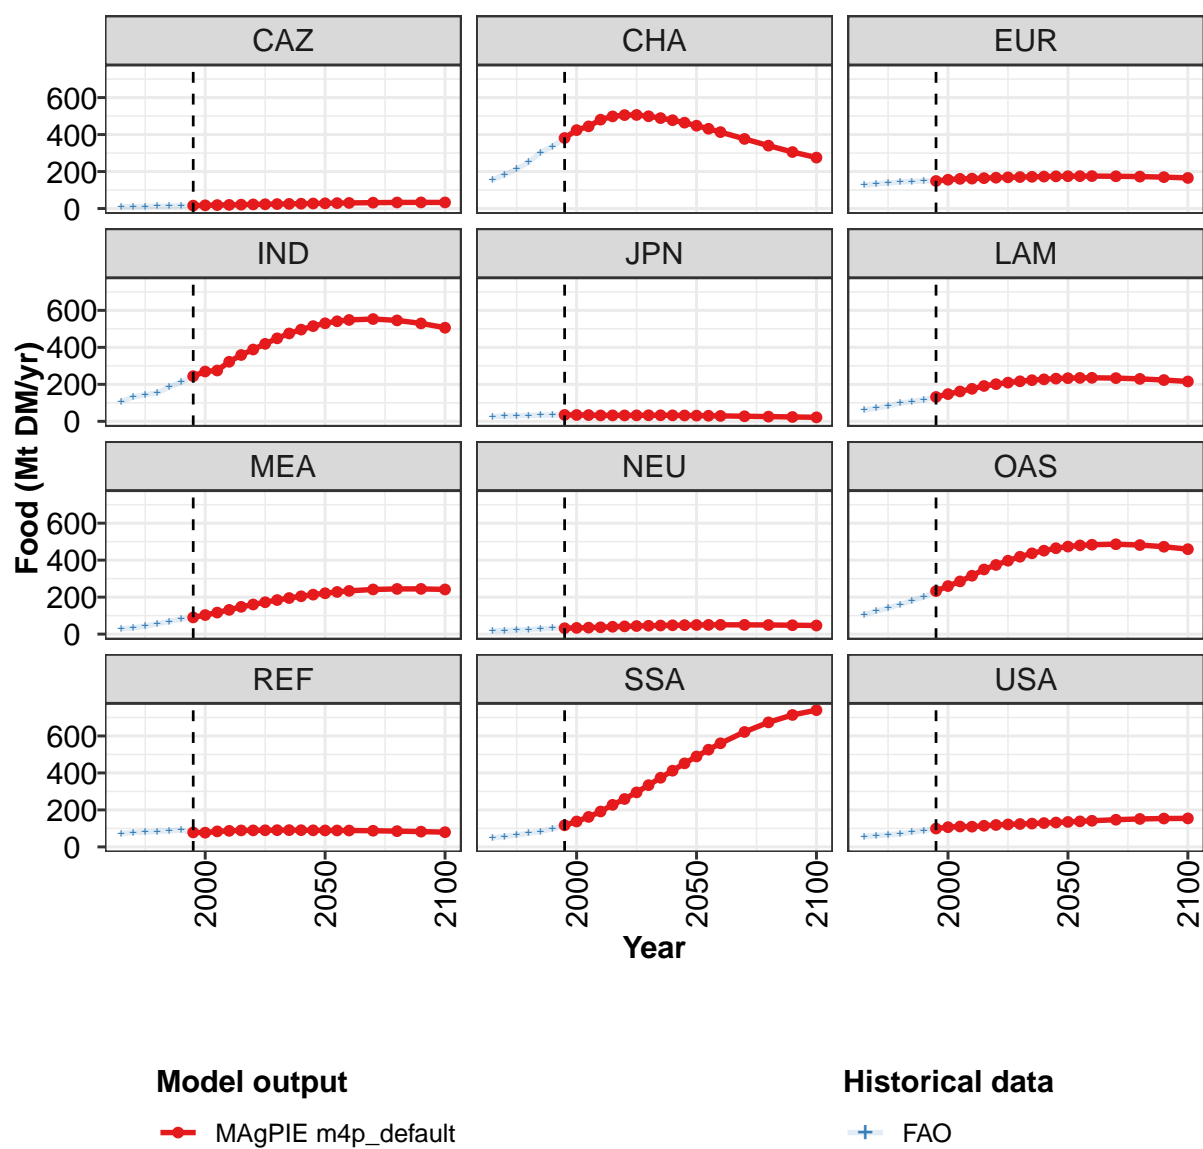 CAZ CHA EUR
600
400
200
0
IND JPN LAM
600
400
200
0
Food (Mt DM/yr)
MEA NEU OAS
600
400
200
0
REF SSA USA
600
400
200
0
2000 2050 2100 2000 2050 2100 2000 2050 2100
Year
Model output Historical data
MAgPIE m4p_default FAO